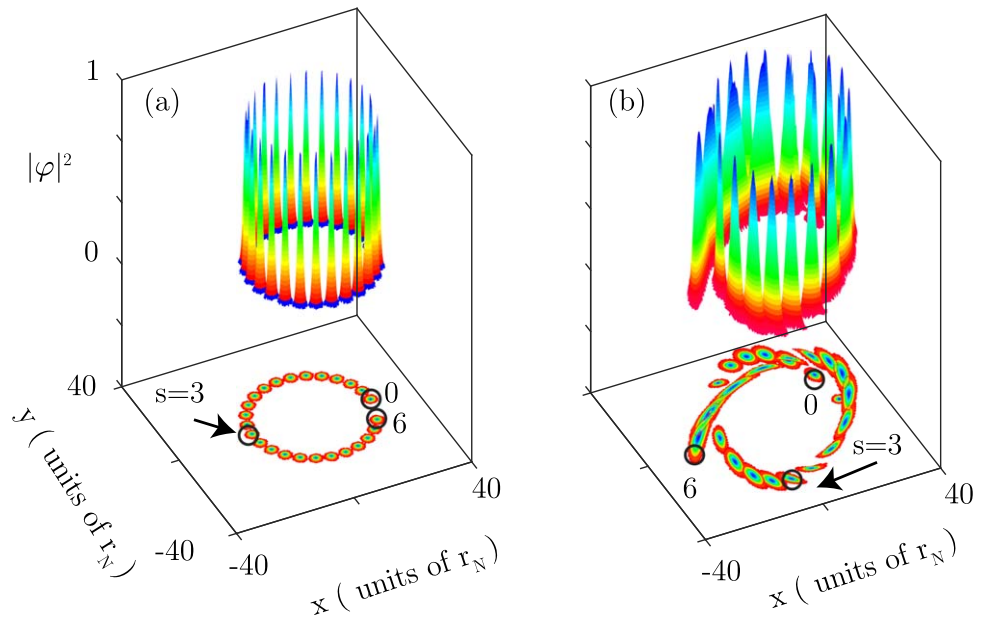 1
(a)
|φ|²
0
40
s=3
0
6
-40
-40
40
y ( units of r_N)
x ( units of r_N)
(b)
0
s=3
6
40
-40
x ( units of r_N)